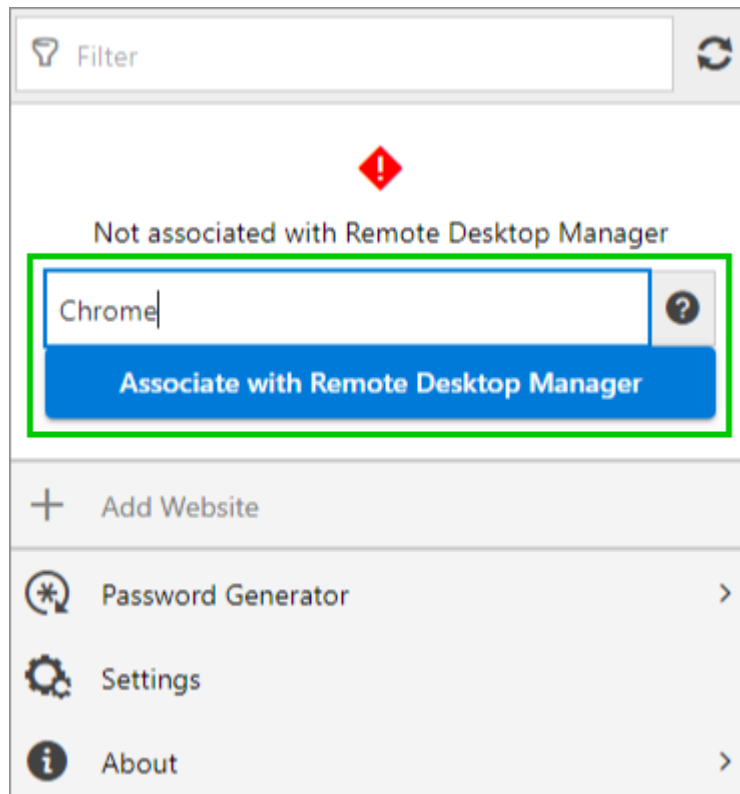 Filter
Not associated with Remote Desktop Manager
Chrome
Associate with Remote Desktop Manager
Add Website
Password Generator
Settings
About